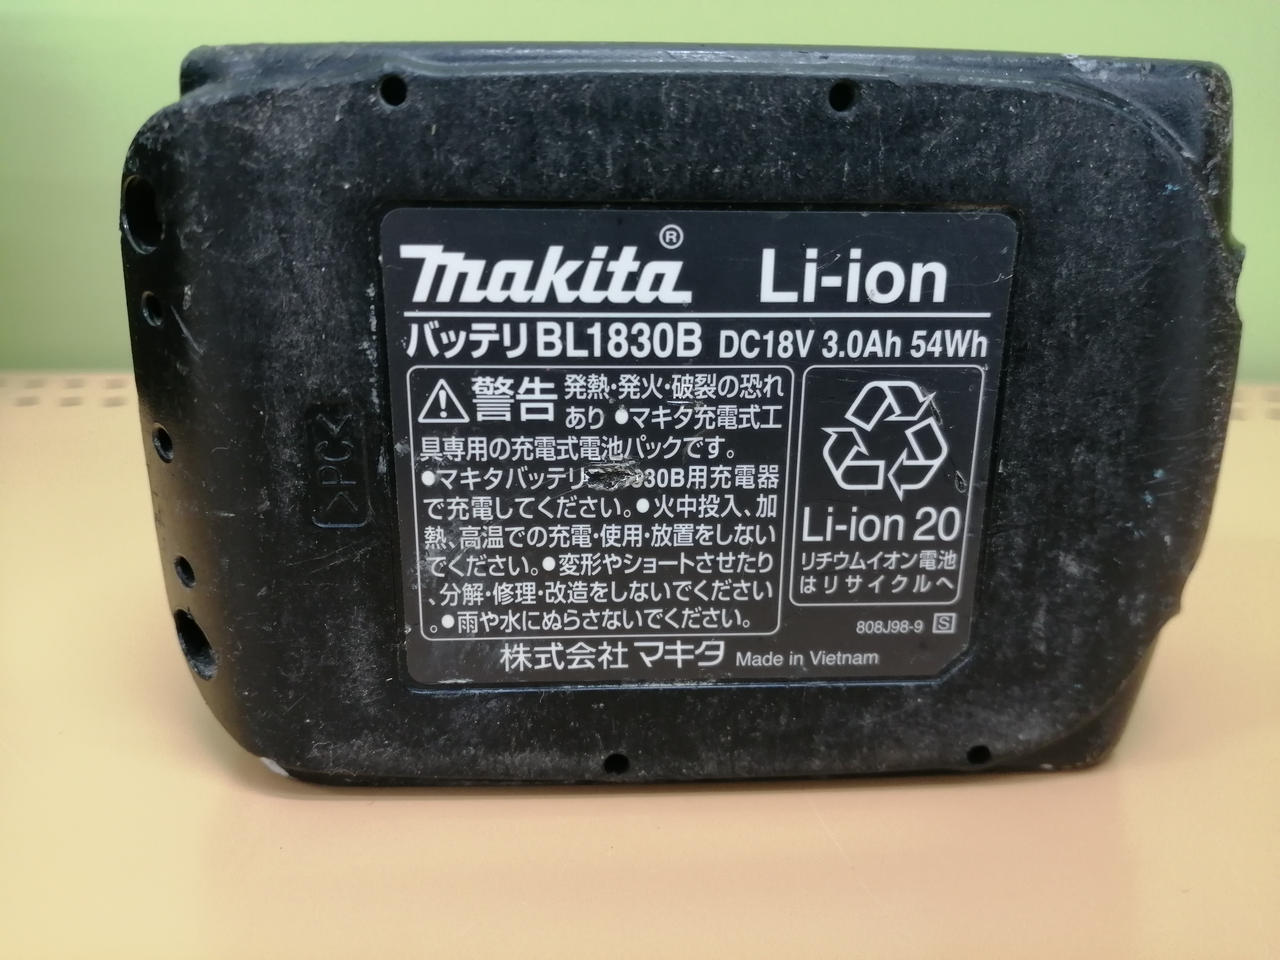 makita® Li-ion
バッテリ BL1830B DC18V 3.0Ah 54Wh
警告 発熱・発火・破裂の恐れ
あり ●マキタ充電式工
具専用の充電式電池パックです。
●マキタバッテリ 830B用充電器
で充電してください。●火中投入、加
熱、高温での充電・使用・放置をしない
でください。●変形やショートさせたり
、分解・修理・改造をしないでください
。●雨や水にぬらさないでください。
Li-ion 20
リチウムイオン電池
はリサイクルへ
808J98-9 S
株式会社マキタ Made in Vietnam
>PC<